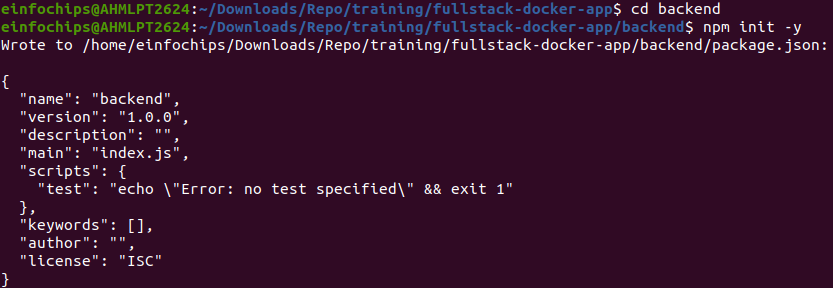 einfochips@AHMLPT2624:~/Downloads/Repo/training/fullstack-docker-app$ cd backend
einfochips@AHMLPT2624:~/Downloads/Repo/training/fullstack-docker-app/backend$ npm init -y
Wrote to /home/einfochips/Downloads/Repo/training/fullstack-docker-app/backend/package.json:

{
  "name": "backend",
  "version": "1.0.0",
  "description": "",
  "main": "index.js",
  "scripts": {
    "test": "echo \"Error: no test specified\" && exit 1"
  },
  "keywords": [],
  "author": "",
  "license": "ISC"
}